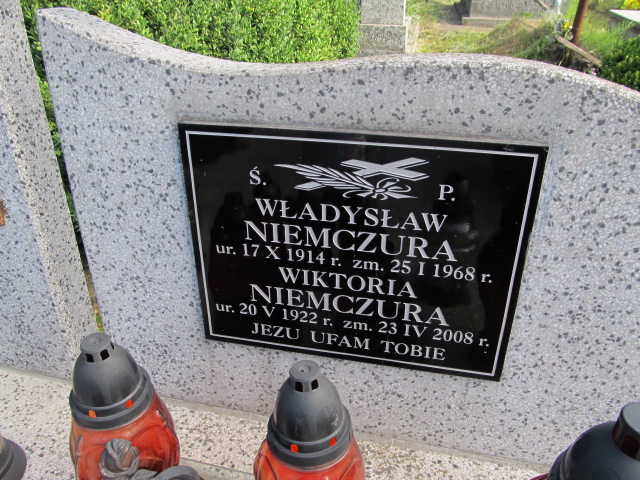 Ś. P.
WŁADYSŁAW
NIEMCZURA
ur. 17 X 1914 r. zm. 25 I 1968 r.
WIKTORIA
NIEMCZURA
ur. 20 V 1922 r. zm. 23 IV 2008 r.
JEZU UFAM TOBIE